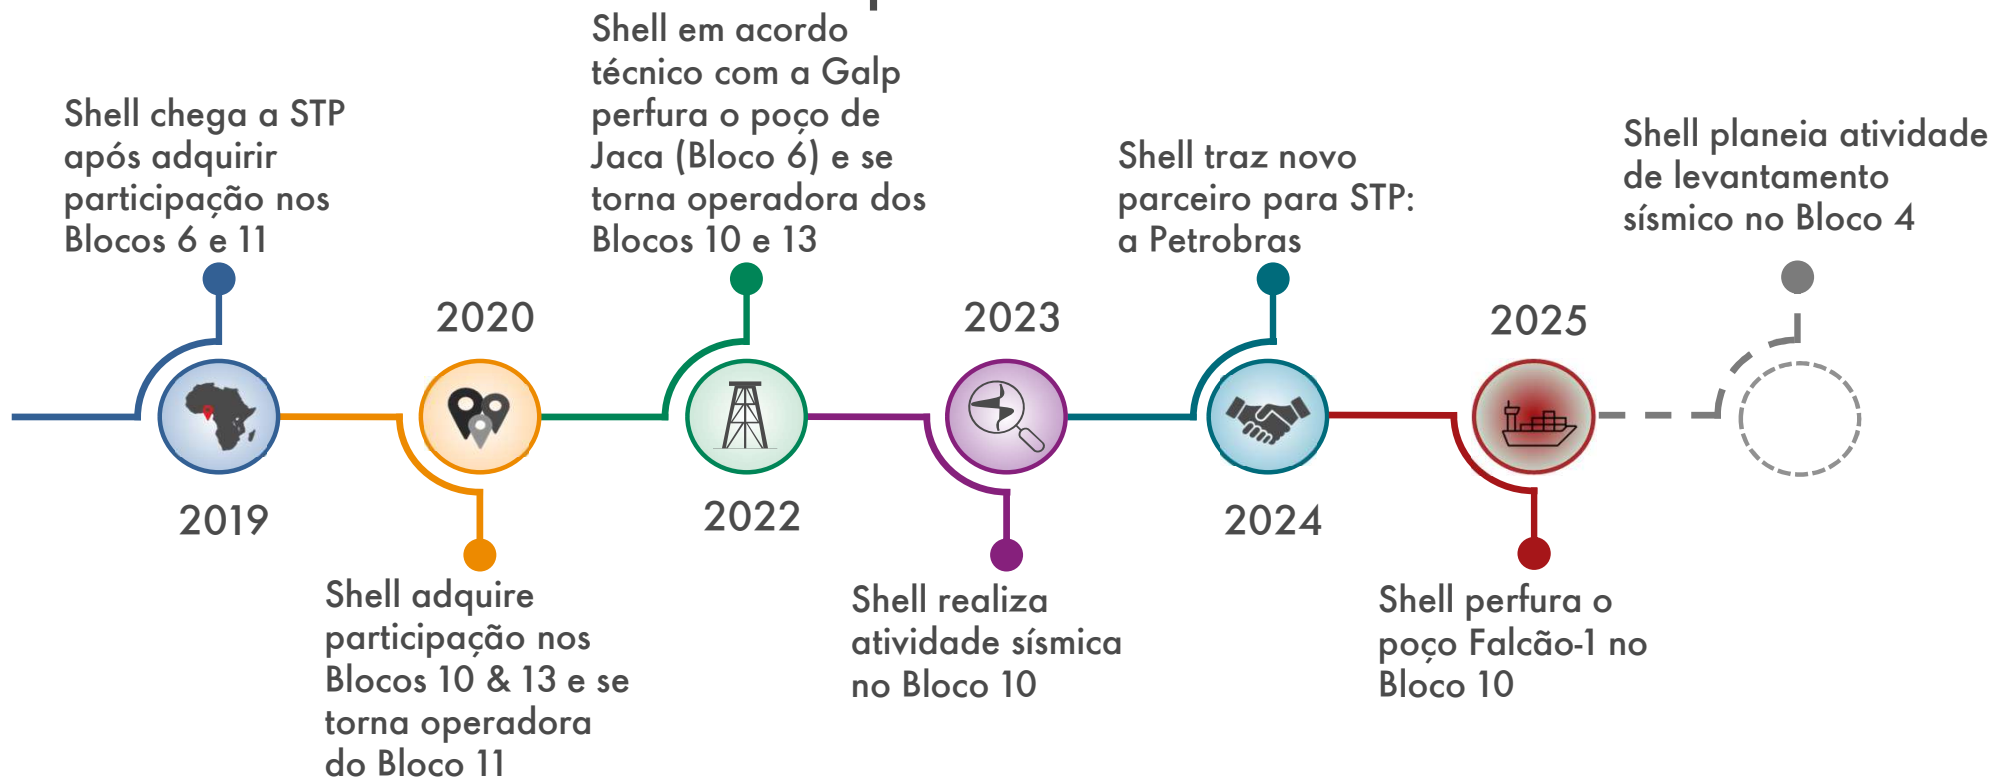 Shell chega a STP
após adquirir
participação nos
Blocos 6 e 11
2019
2020
Shell adquire
participação nos
Blocos 10 & 13 e se
torna operadora
do Bloco 11
Shell em acordo
técnico com a Galp
perfura o poço de
Jaca (Bloco 6) e se
torna operadora dos
Blocos 10 e 13
2022
2023
Shell realiza
atividade sísmica
no Bloco 10
Shell traz novo
parceiro para STP:
a Petrobras
2024
2025
Shell perfura o
poço Falcão-1 no
Bloco 10
Shell planeia atividade
de levantamento
sísmico no Bloco 4